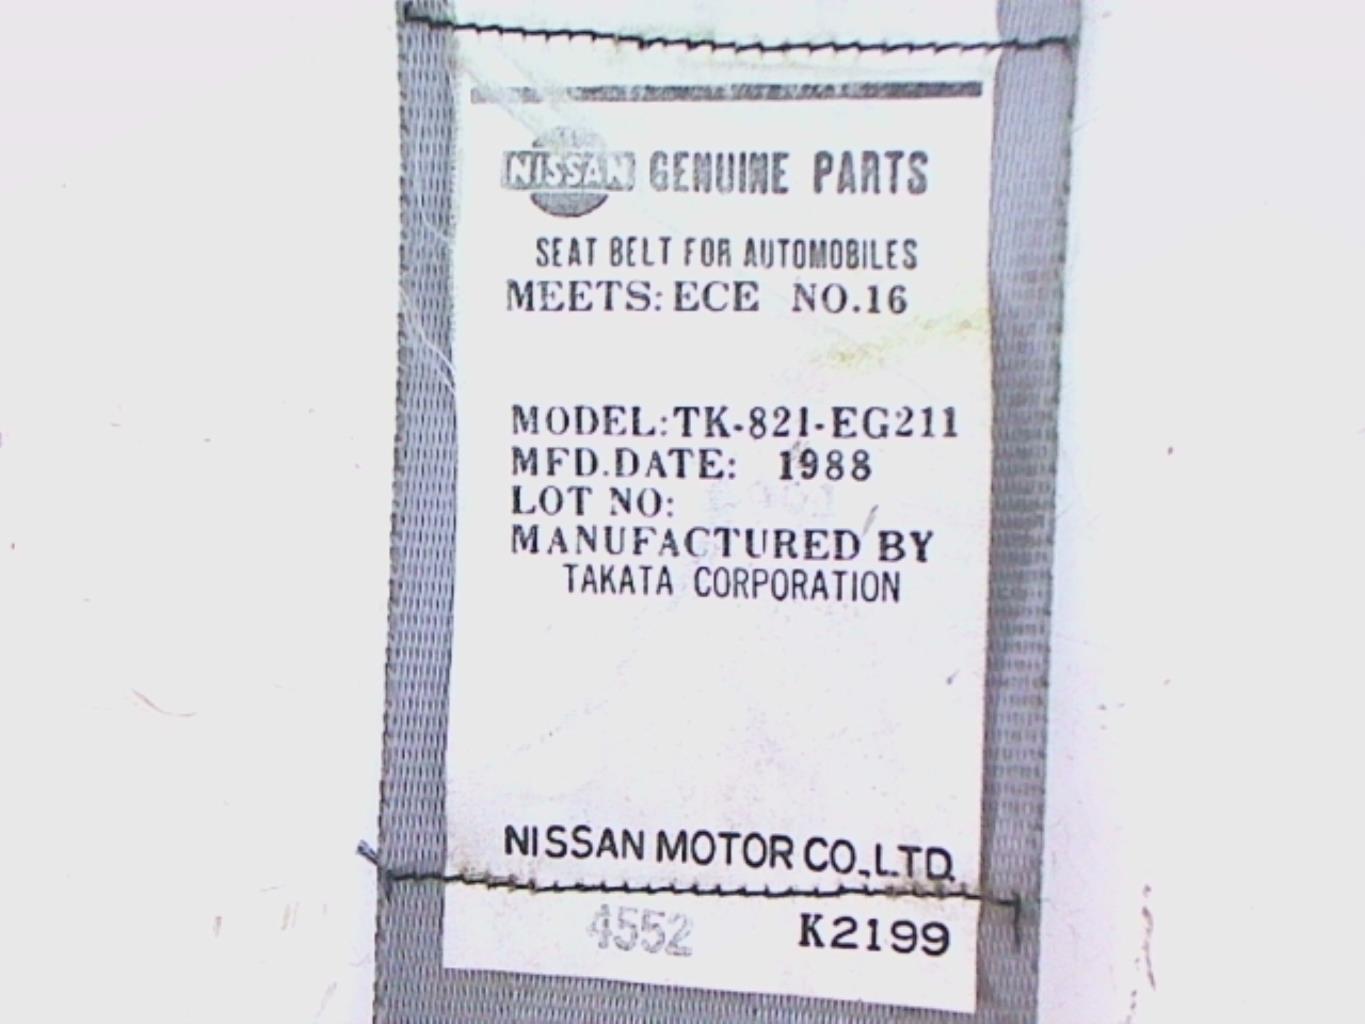 NISSAN GENUINE PARTS
SEAT BELT FOR AUTOMOBILES
MEETS: ECE NO.16
MODEL: TK-821-EG211
MFD.DATE: 1988
LOT NO:
MANUFACTURED BY
TAKATA CORPORATION
NISSAN MOTOR CO.,LTD.
4552 K2199